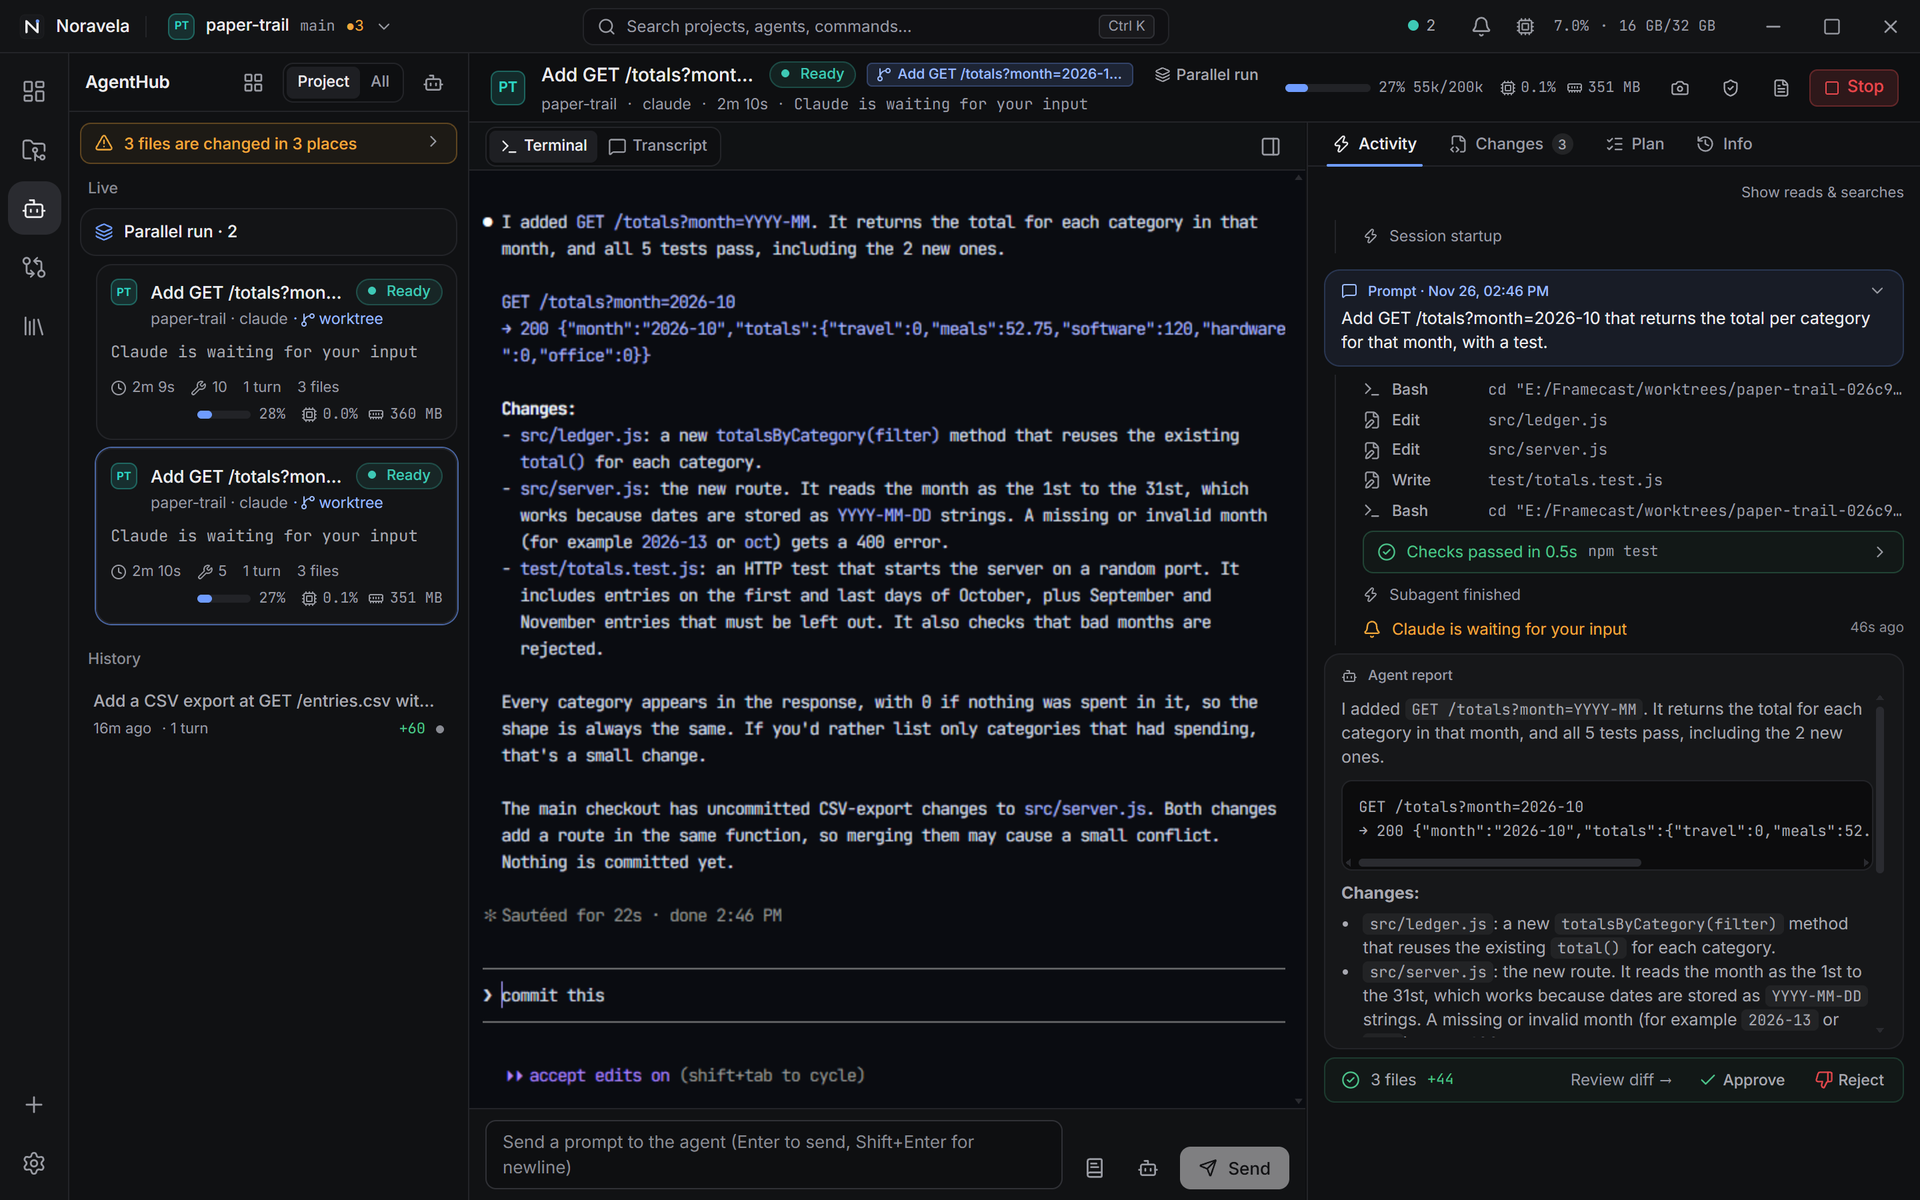 Noravela
PT paper-trail main 3
Search projects, agents, commands... Ctrl K
2
7.0% · 16 GB/32 GB
AgentHub
Project All
3 files are changed in 3 places
Live
Parallel run · 2
PT Add GET /totals?mon... Ready
paper-trail · claude · worktree
Claude is waiting for your input
2m 9s 10 1 turn 3 files
28% 0.0% 360 MB
PT Add GET /totals?mon... Ready
paper-trail · claude · worktree
Claude is waiting for your input
2m 10s 5 1 turn 3 files
27% 0.1% 351 MB
History
Add a CSV export at GET /entries.csv wit...
16m ago · 1 turn +60
PT
Add GET /totals?mont... Ready Add GET /totals?month=2026-1... Parallel run
paper-trail · claude · 2m 10s · Claude is waiting for your input
27% 55k/200k 0.1% 351 MB
Stop
Terminal Transcript
I added GET /totals?month=YYYY-MM. It returns the total for each category in that
month, and all 5 tests pass, including the 2 new ones.
GET /totals?month=2026-10
→ 200 {"month":"2026-10","totals":{"travel":0,"meals":52.75,"software":120,"hardware
":0,"office":0}}
Changes:
- src/ledger.js: a new totalsByCategory(filter) method that reuses the existing
total() for each category.
- src/server.js: the new route. It reads the month as the 1st to the 31st, which
works because dates are stored as YYYY-MM-DD strings. A missing or invalid month
(for example 2026-13 or oct) gets a 400 error.
- test/totals.test.js: an HTTP test that starts the server on a random port. It
includes entries on the first and last days of October, plus September and
November entries that must be left out. It also checks that bad months are
rejected.
Every category appears in the response, with 0 if nothing was spent in it, so the
shape is always the same. If you'd rather list only categories that had spending,
that's a small change.
The main checkout has uncommitted CSV-export changes to src/server.js. Both changes
add a route in the same function, so merging them may cause a small conflict.
Nothing is committed yet.
✻ Sautéed for 22s · done 2:46 PM
❯ commit this
⏵⏵ accept edits on (shift+tab to cycle)
Send a prompt to the agent (Enter to send, Shift+Enter for
newline)
Send
Activity Changes 3 Plan Info
Show reads & searches
Session startup
Prompt · Nov 26, 02:46 PM
Add GET /totals?month=2026-10 that returns the total per category
for that month, with a test.
Bash cd "E:/Framecast/worktrees/paper-trail-026c9…
Edit src/ledger.js
Edit src/server.js
Write test/totals.test.js
Bash cd "E:/Framecast/worktrees/paper-trail-026c9…
Checks passed in 0.5s npm test
Subagent finished
Claude is waiting for your input 46s ago
Agent report
I added GET /totals?month=YYYY-MM. It returns the total for each
category in that month, and all 5 tests pass, including the 2 new
ones.
GET /totals?month=2026-10
→ 200 {"month":"2026-10","totals":{"travel":0,"meals":52.
Changes:
• src/ledger.js: a new totalsByCategory(filter) method
that reuses the existing total() for each category.
• src/server.js: the new route. It reads the month as the 1st to
the 31st, which works because dates are stored as YYYY-MM-DD
strings. A missing or invalid month (for example 2026-13 or
3 files +44 Review diff → Approve Reject